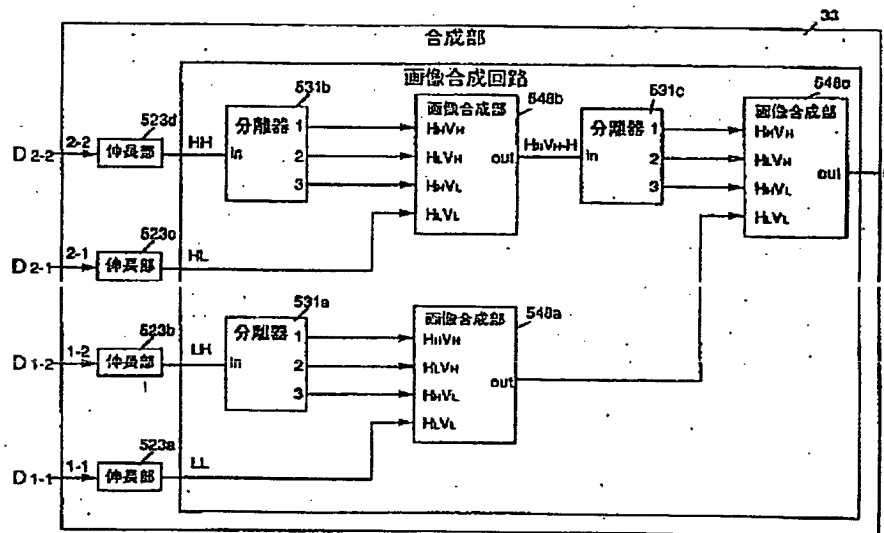 33
合成部
画像合成回路
D2-2
2-2
523d
伸長部
HH
531b
分離器
in
1
2
3
画像合成部
548b
HHVH
HLVH
HHVL
HLVL
out
HHVH-H
531c
分離器
in
1
2
3
画像合成部
548c
HHVH
HLVH
HHVL
HLVL
out
D2-1
2-1
523c
伸長部
HL
D1-2
1-2
523b
伸長部
LH
531a
分離器
in
1
2
3
画像合成部
548a
HHVH
HLVH
HHVL
HLVL
out
D1-1
1-1
523a
伸長部
LL